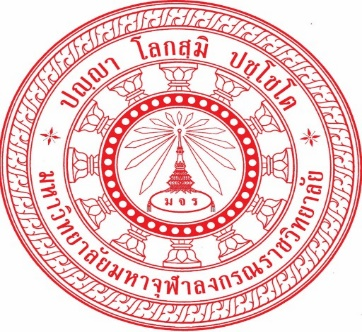 ปญฺญา โลกสฺมิ ปชฺโชโต
ม จ ร
มหาวิทยาลัยมหาจุฬาลงกรณราชวิทยาลัย